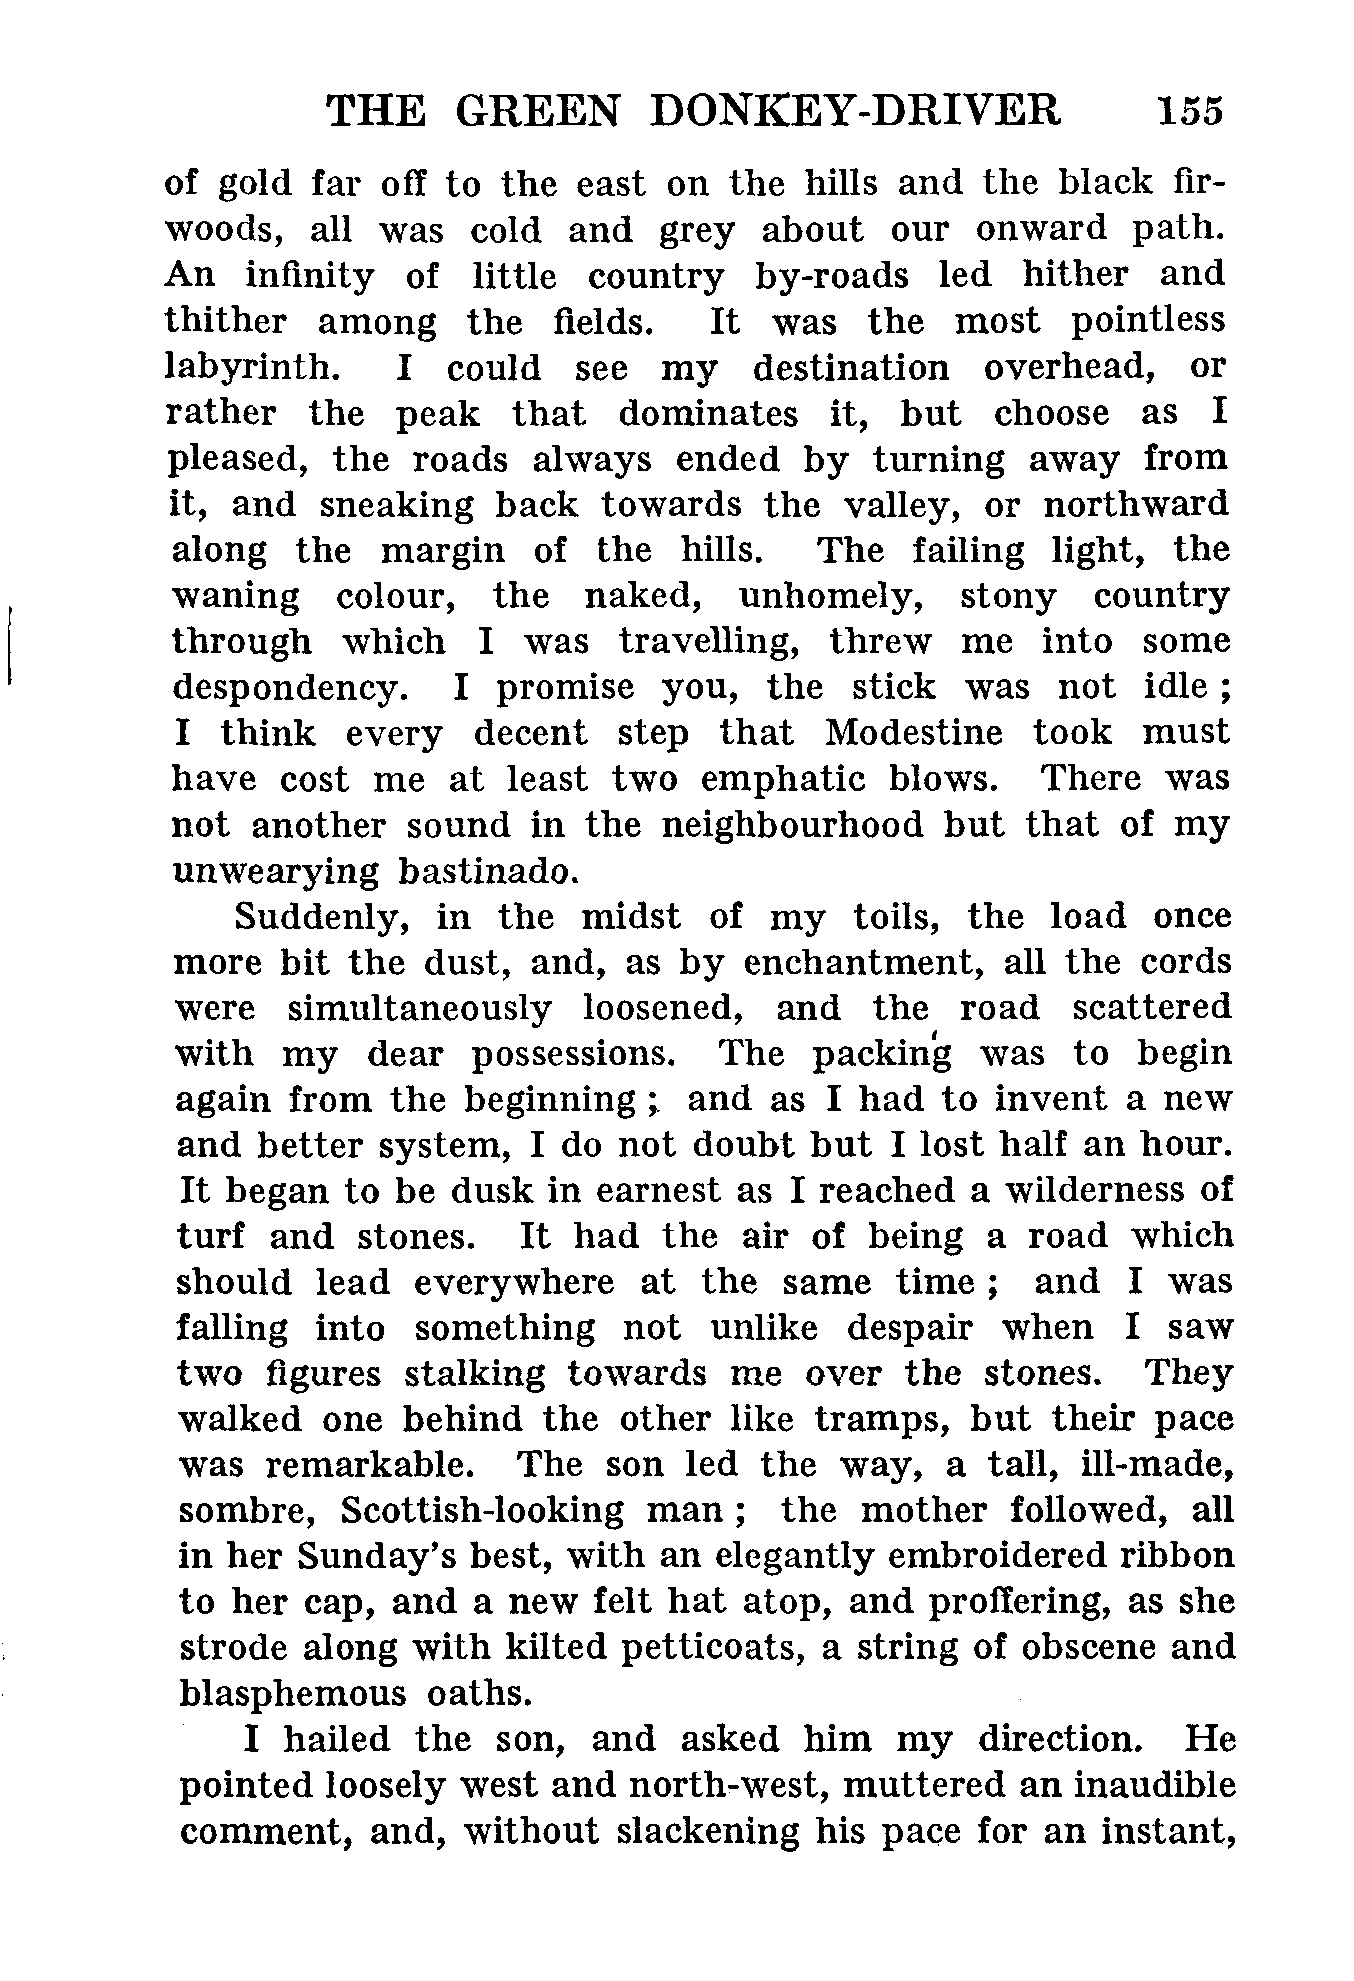 THE GREEN DONKEY-DRIVER 155
of gold far off to the east on the hills and the black fir-
woods, all was cold and grey about our onward path.
An infinity of little country by-roads led hither and
thither among the fields. It was the most pointless
labyrinth. I could see my destination overhead, or
rather the peak that dominates it, but choose as I
pleased, the roads always ended by turning away from
it, and sneaking back towards the valley, or northward
along the margin of the hills. The failing light, the
waning colour, the naked, unhomely, stony country
through which I was travelling, threw me into some
despondency. I promise you, the stick was not idle ;
I think every decent step that Modestine took must
have cost me at least two emphatic blows. There was
not another sound in the neighbourhood but that of my
unwearying bastinado.
Suddenly, in the midst of my toils, the load once
more bit the dust, and, as by enchantment, all the cords
were simultaneously loosened, and the road scattered
with my dear possessions. The packing was to begin
again from the beginning ; and as I had to invent a new
and better system, I do not doubt but I lost half an hour.
It began to be dusk in earnest as I reached a wilderness of
turf and stones. It had the air of being a road which
should lead everywhere at the same time ; and I was
falling into something not unlike despair when I saw
two figures stalking towards me over the stones. They
walked one behind the other like tramps, but their pace
was remarkable. The son led the way, a tall, ill-made,
sombre, Scottish-looking man ; the mother followed, all
in her Sunday's best, with an elegantly embroidered ribbon
to her cap, and a new felt hat atop, and proffering, as she
strode along with kilted petticoats, a string of obscene and
blasphemous oaths.
I hailed the son, and asked him my direction. He
pointed loosely west and north-west, muttered an inaudible
comment, and, without slackening his pace for an instant,